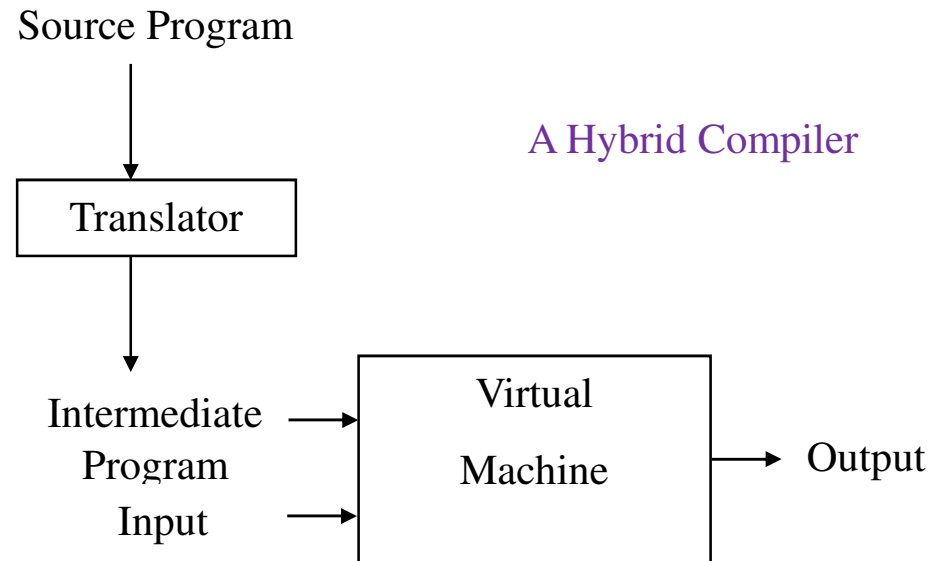 Source Program
A Hybrid Compiler
Translator
Intermediate
Program
Input
Virtual
Machine
Output